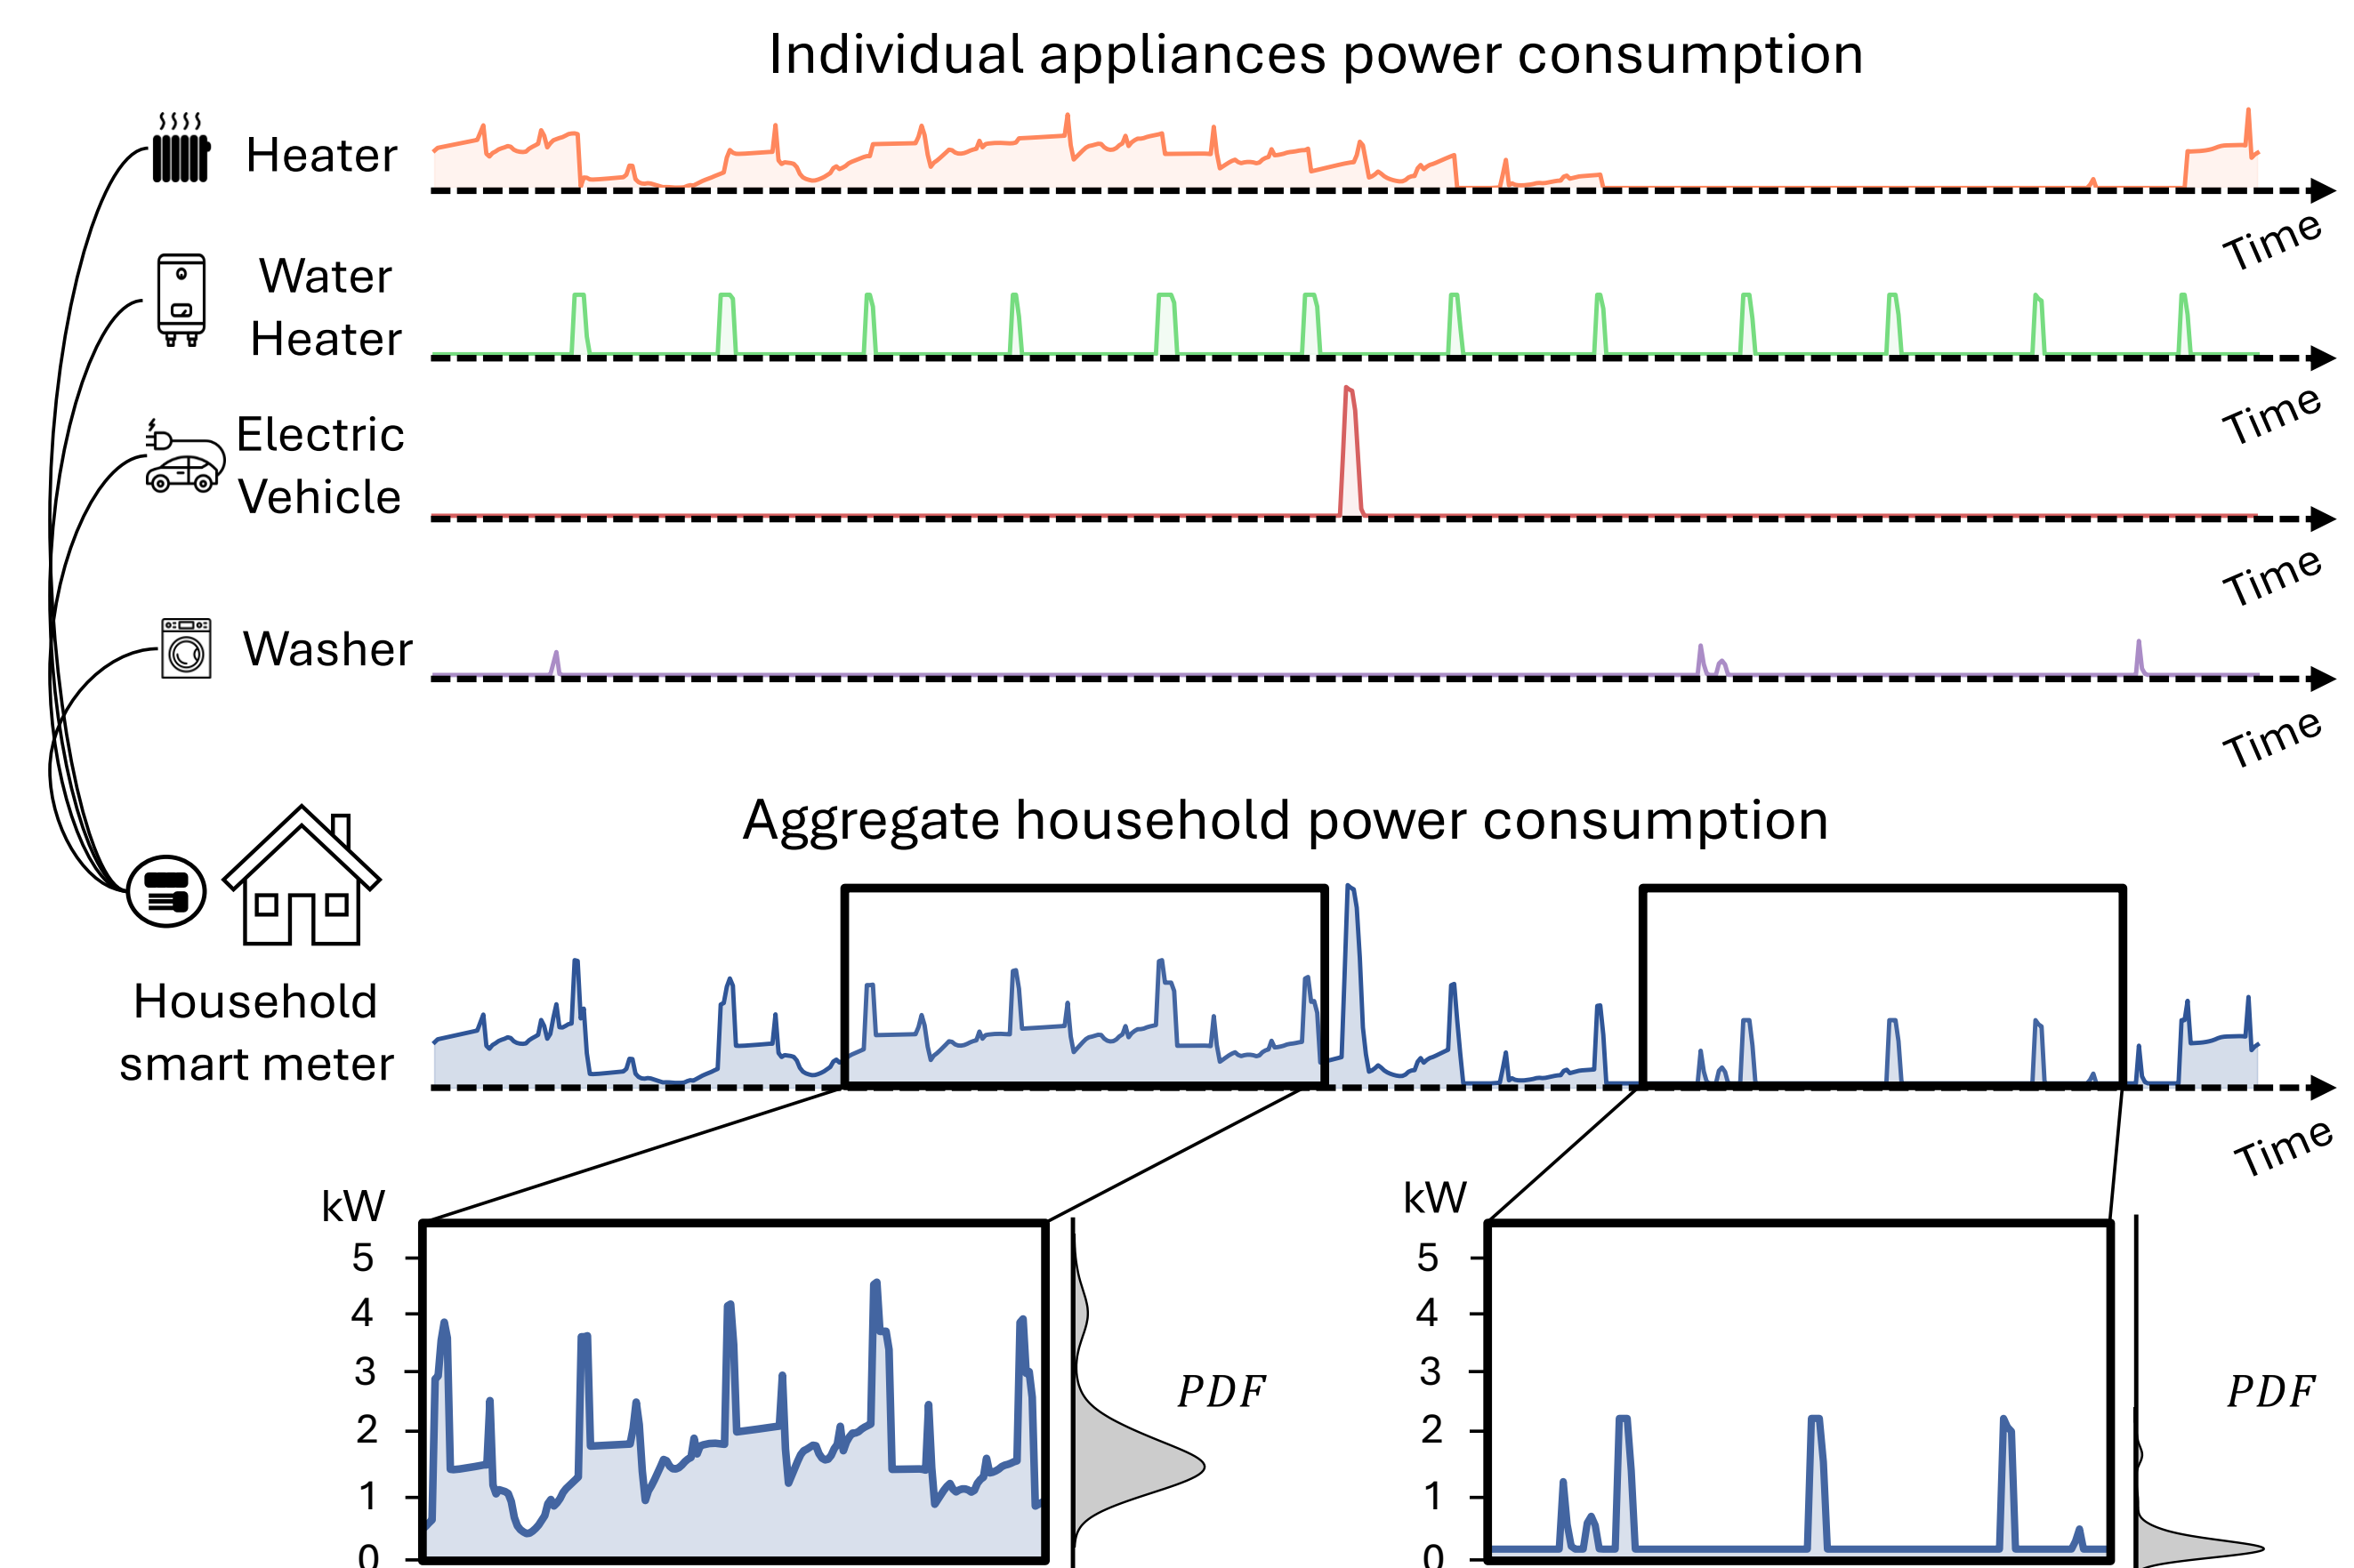 Individual appliances power consumption
Heater
Time
Water
Heater
Time
Electric
Vehicle
Time
Washer
Time
Aggregate household power consumption
Household
smart meter
Time
kW
5
4
3
2
1
0
PDF
kW
5
4
3
2
1
0
PDF